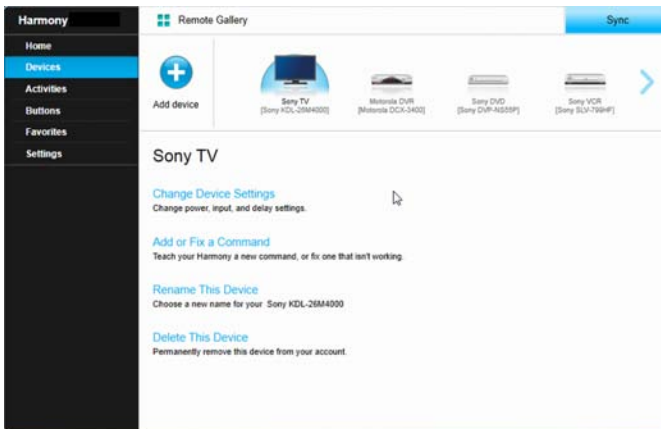 Harmony
Remote Gallery
Sync
Home
Devices
Activities
Buttons
Favorites
Settings
Add device
Sony TV
[Sony KDL-26M4000]
Motorola DVR
[Motorola DCX-3400]
Sony DVD
[Sony DVP-NS55P]
Sony VCR
[Sony SLV-799HF]
Sony TV
Change Device Settings
Change power, input, and delay settings.
Add or Fix a Command
Teach your Harmony a new command, or fix one that isn't working.
Rename This Device
Choose a new name for your Sony KDL-26M4000
Delete This Device
Permanently remove this device from your account.